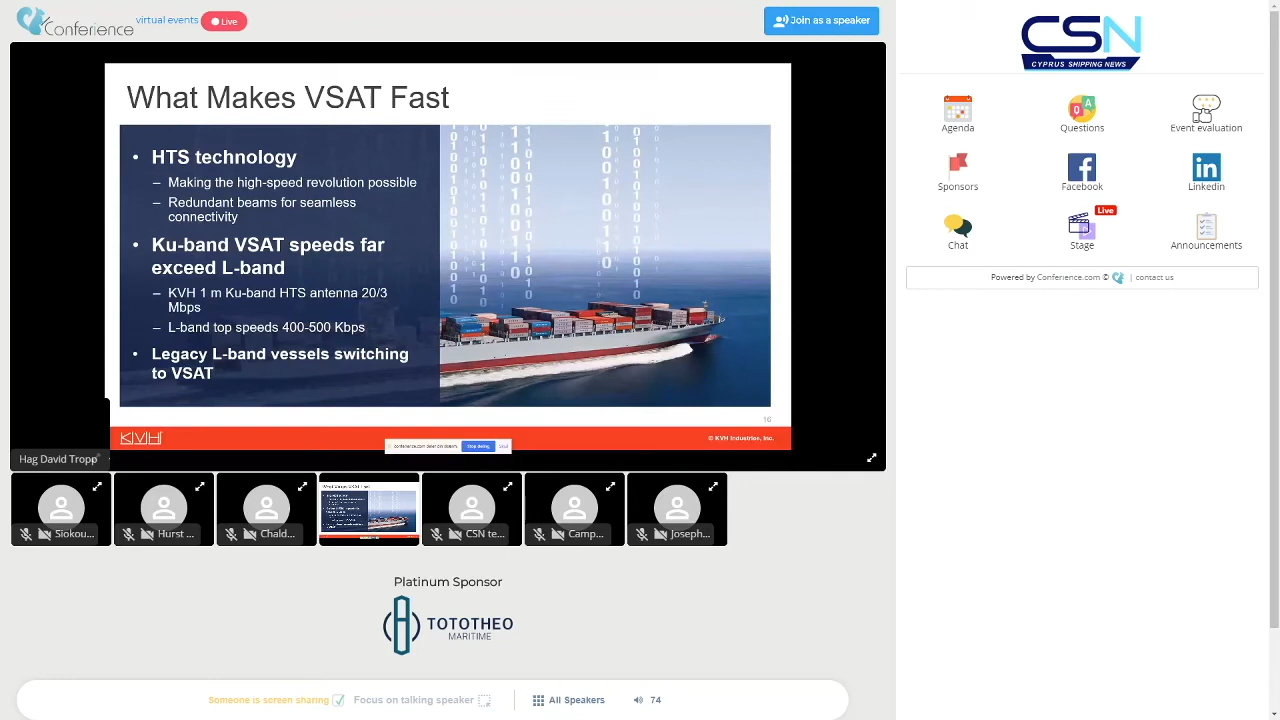 Conference
virtual events
Live
Join as a speaker
What Makes VSAT Fast
• HTS technology
– Making the high-speed revolution possible
– Redundant beams for seamless
connectivity
• Ku-band VSAT speeds far
exceed L-band
– KVH 1 m Ku-band HTS antenna 20/3
Mbps
– L-band top speeds 400-500 Kbps
• Legacy L-band vessels switching
to VSAT
16
KVH
© KVH Industries, Inc.
Stop sharing
Hag David Tropp
Siokou...
Hurst ...
Chald...
CSN te...
Camp...
Joseph...
Platinum Sponsor
TOTOTHEO
MARITIME
Someone is screen sharing
Focus on talking speaker
All Speakers
74
CSN
CYPRUS SHIPPING NEWS
Agenda
Questions
Event evaluation
Sponsors
Facebook
Linkedin
Live
Chat
Stage
Announcements
Powered by Conference.com © | contact us